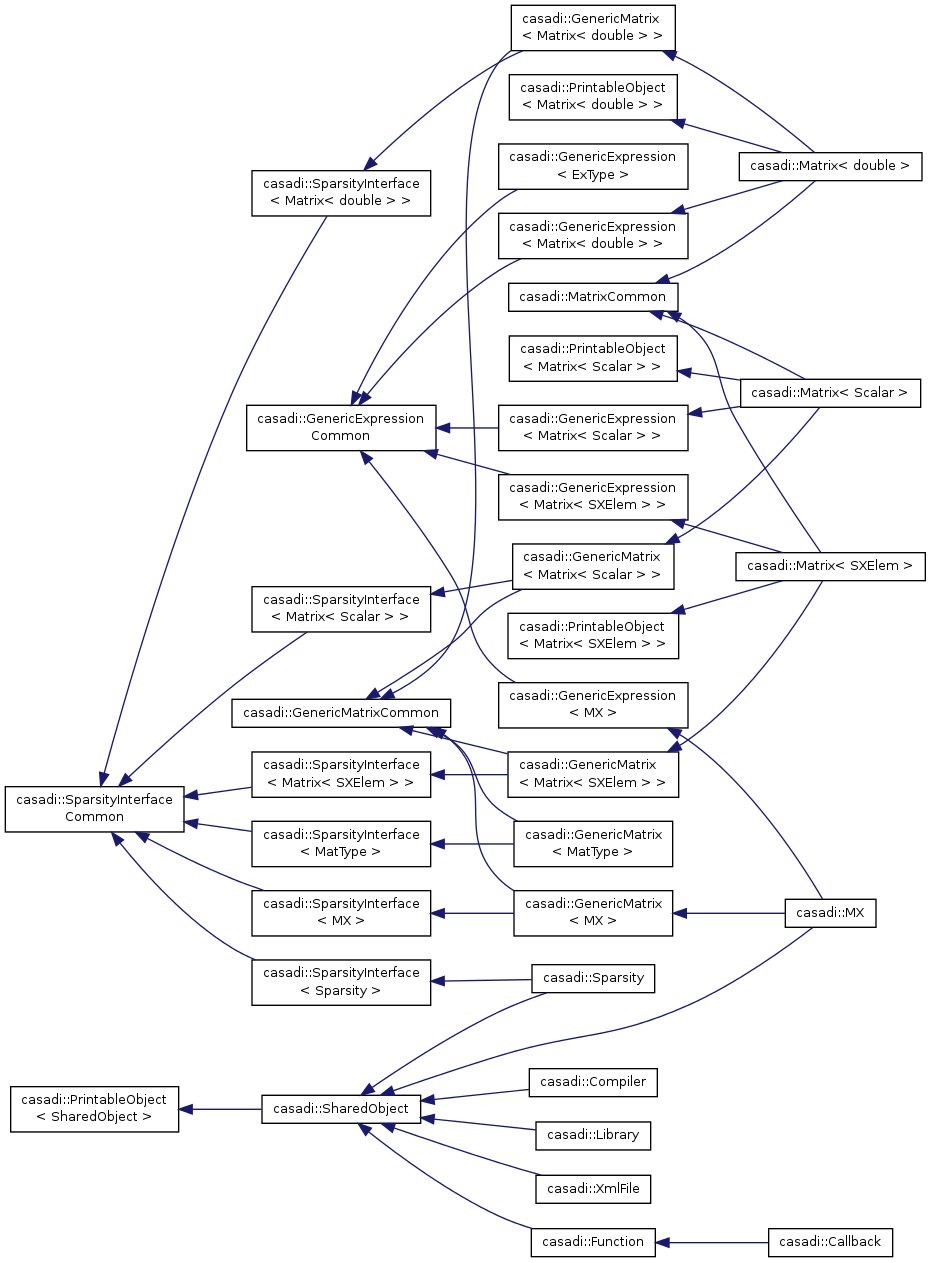 casadi::GenericMatrix
< Matrix< double > >
casadi::PrintableObject
< Matrix< double > >
casadi::GenericExpression
< ExType >
casadi::Matrix< double >
casadi::SparsityInterface
< Matrix< double > >
casadi::GenericExpression
< Matrix< double > >
casadi::MatrixCommon
casadi::PrintableObject
< Matrix< Scalar > >
casadi::Matrix< Scalar >
casadi::GenericExpression
Common
casadi::GenericExpression
< Matrix< Scalar > >
casadi::GenericExpression
< Matrix< SXElem > >
casadi::GenericMatrix
< Matrix< Scalar > >
casadi::Matrix< SXElem >
casadi::SparsityInterface
< Matrix< Scalar > >
casadi::PrintableObject
< Matrix< SXElem > >
casadi::GenericExpression
< MX >
casadi::GenericMatrixCommon
casadi::SparsityInterface
< Matrix< SXElem > >
casadi::GenericMatrix
< Matrix< SXElem > >
casadi::SparsityInterface
Common
casadi::SparsityInterface
< MatType >
casadi::GenericMatrix
< MatType >
casadi::SparsityInterface
< MX >
casadi::GenericMatrix
< MX >
casadi::MX
casadi::SparsityInterface
< Sparsity >
casadi::Sparsity
casadi::Compiler
casadi::PrintableObject
< SharedObject >
casadi::SharedObject
casadi::Library
casadi::XmlFile
casadi::Function
casadi::Callback